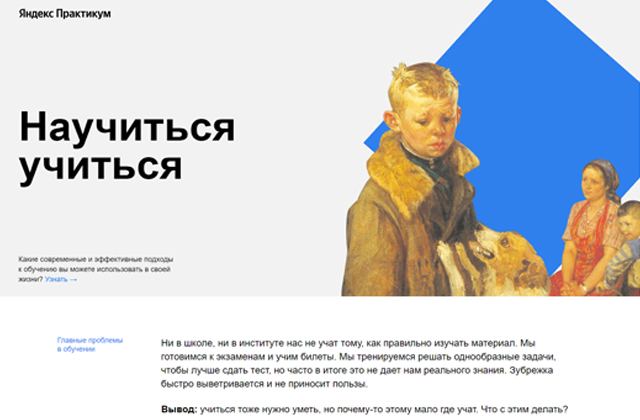 Яндекс Практикум
Научиться
учиться
Какие современные и эффективные подходы
к обучению вы можете использовать в своей
жизни? Узнать →
Главные проблемы
в обучении
Ни в школе, ни в институте нас не учат тому, как правильно изучать материал. Мы
готовимся к экзаменам и учим билеты. Мы тренируемся решать однообразные задачи,
чтобы лучше сдать тест, но часто в итоге это не дает нам реального знания. Зубрежка
быстро выветривается и не приносит пользы.
Вывод: учиться тоже нужно уметь, но почему-то этому мало где учат. Что с этим делать?